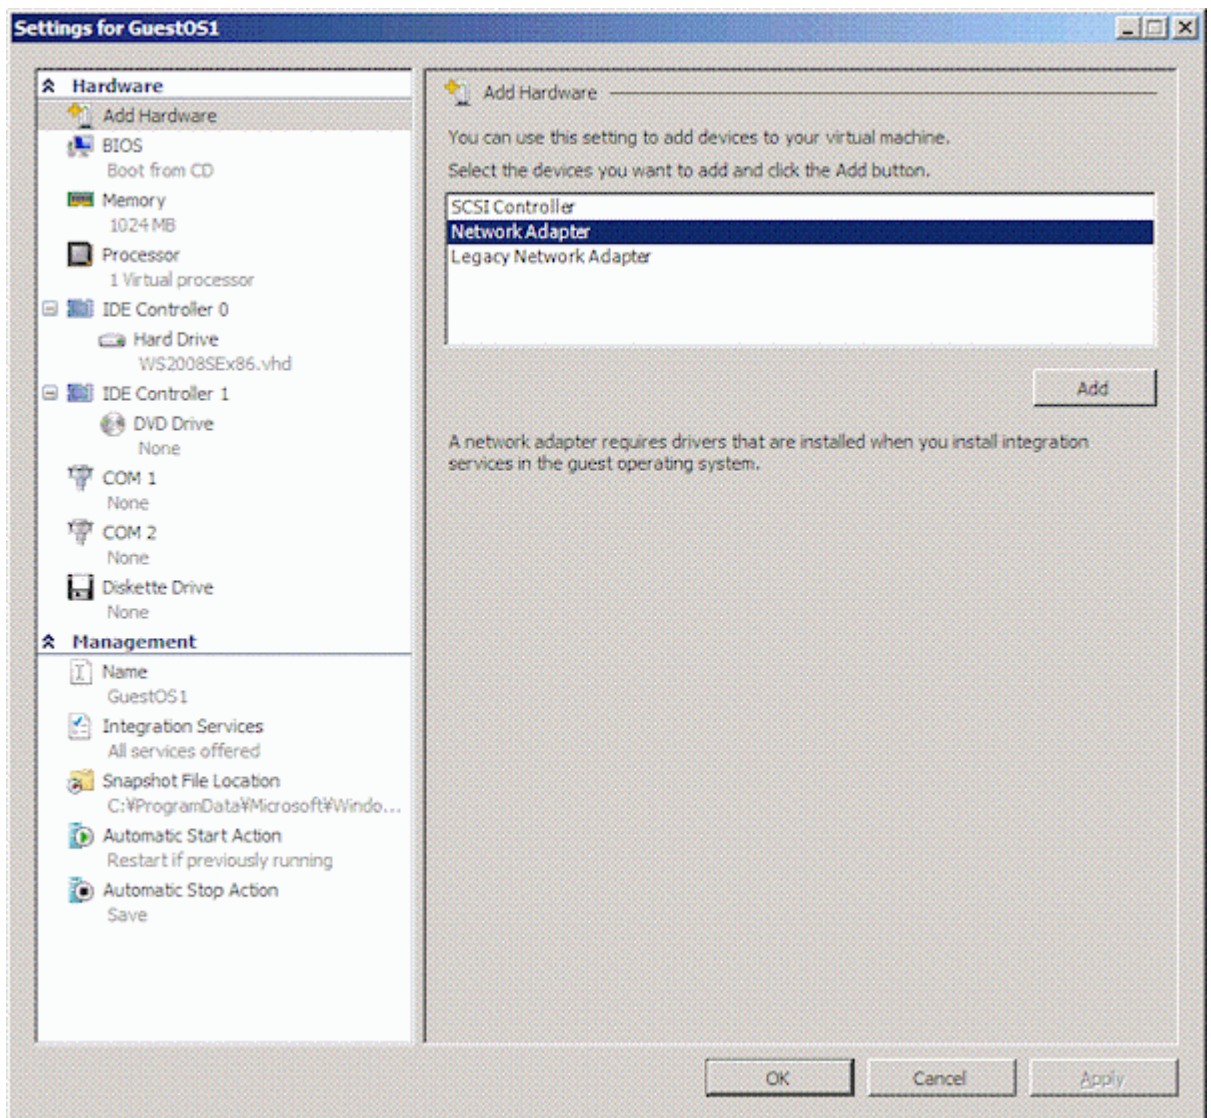 Settings for GuestOS1
Hardware
Add Hardware
BIOS
Boot from CD
Memory
1024 MB
Processor
1 Virtual processor
IDE Controller 0
Hard Drive
WS2008SEx86.vhd
IDE Controller 1
DVD Drive
None
COM 1
None
COM 2
None
Diskette Drive
None
Management
Name
GuestOS1
Integration Services
All services offered
Snapshot File Location
C:¥ProgramData¥Microsoft¥Windo...
Automatic Start Action
Restart if previously running
Automatic Stop Action
Save
Add Hardware
You can use this setting to add devices to your virtual machine.
Select the devices you want to add and click the Add button.
SCSI Controller
Network Adapter
Legacy Network Adapter
Add
A network adapter requires drivers that are installed when you install integration
services in the guest operating system.
OK
Cancel
Apply